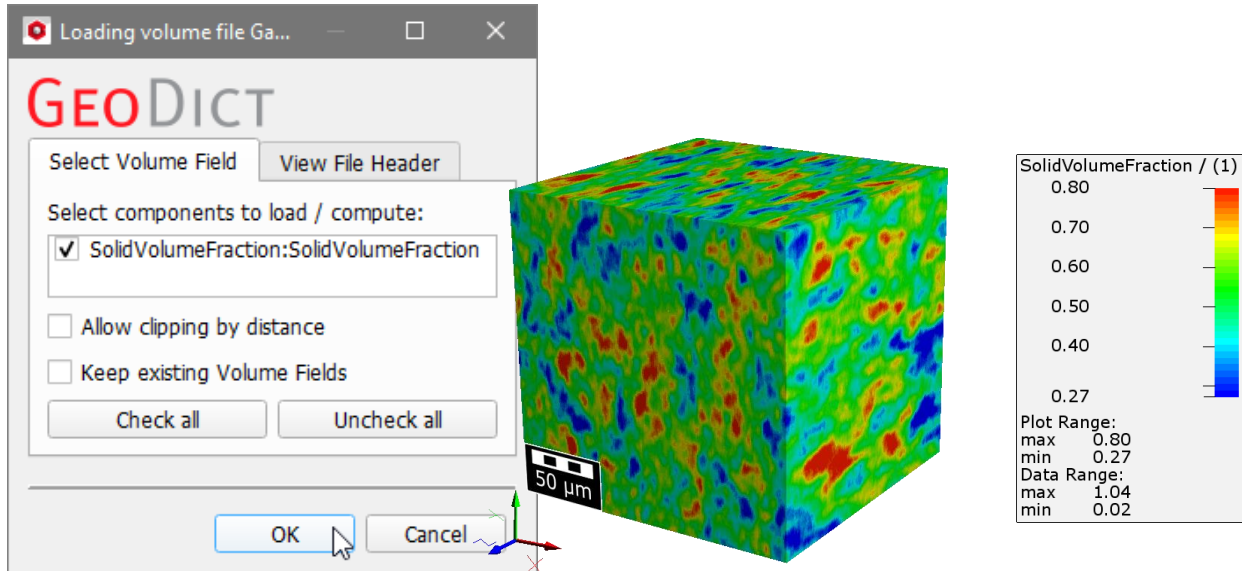 Loading volume file Ga...
GEODICT
Select Volume Field
View File Header
Select components to load / compute:
SolidVolumeFraction:SolidVolumeFraction
Allow clipping by distance
Keep existing Volume Fields
Check all
Uncheck all
OK
Cancel
50 µm
X
SolidVolumeFraction / (1)
0.80
0.70
0.60
0.50
0.40
0.27
Plot Range:
max 0.80
min 0.27
Data Range:
max 1.04
min 0.02